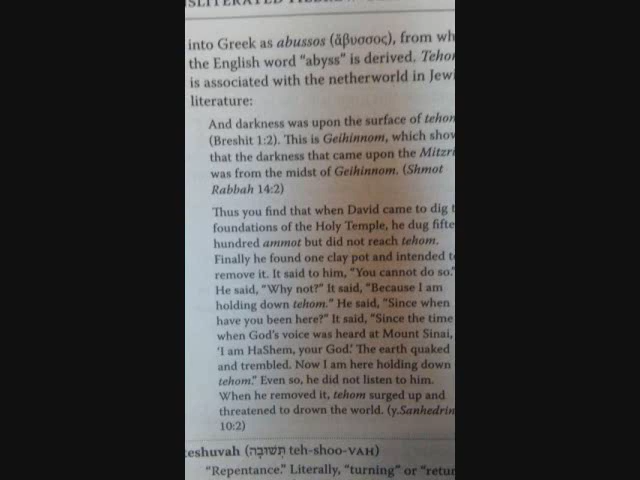 into Greek as abussos (ἄβυσσος), from wh
the English word “abyss” is derived. Tehor
is associated with the netherworld in Jewi
literature:
And darkness was upon the surface of tehon
(Breshit 1:2). This is Geihinnom, which show
that the darkness that came upon the Mitzri
was from the midst of Geihinnom. (Shmot
Rabbah 14:2)
Thus you find that when David came to dig t
foundations of the Holy Temple, he dug fifte
hundred ammot but did not reach tehom.
Finally he found one clay pot and intended to
remove it. It said to him, “You cannot do so.”
He said, “Why not?” It said, “Because I am
holding down tehom.” He said, “Since when
have you been here?” It said, “Since the time
when God’s voice was heard at Mount Sinai,
‘I am HaShem, your God.’ The earth quaked
and trembled. Now I am here holding down
tehom.” Even so, he did not listen to him.
When he removed it, tehom surged up and
threatened to drown the world. (y.Sanhedrin
10:2)
eshuvah (תְּשׁוּבָה teh-shoo-VAH)
“Repentance.” Literally, “turning” or “retur